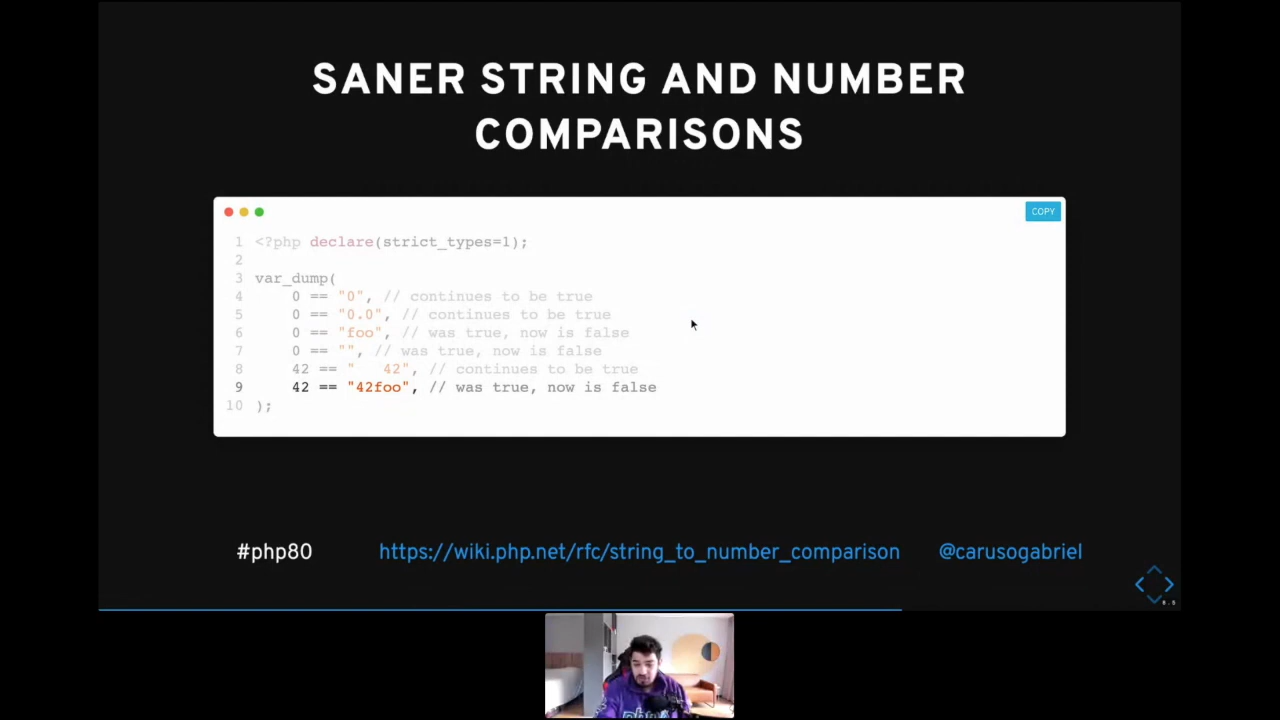 SANER STRING AND NUMBER
COMPARISONS
COPY
1 <?php declare(strict_types=1);
2
3 var_dump(
4     0 == "0", // continues to be true
5     0 == "0.0", // continues to be true
6     0 == "foo", // was true, now is false
7     0 == "", // was true, now is false
8     42 == "   42", // continues to be true
9     42 == "42foo", // was true, now is false
10 );
#php80 https://wiki.php.net/rfc/string_to_number_comparison @carusogabriel
php